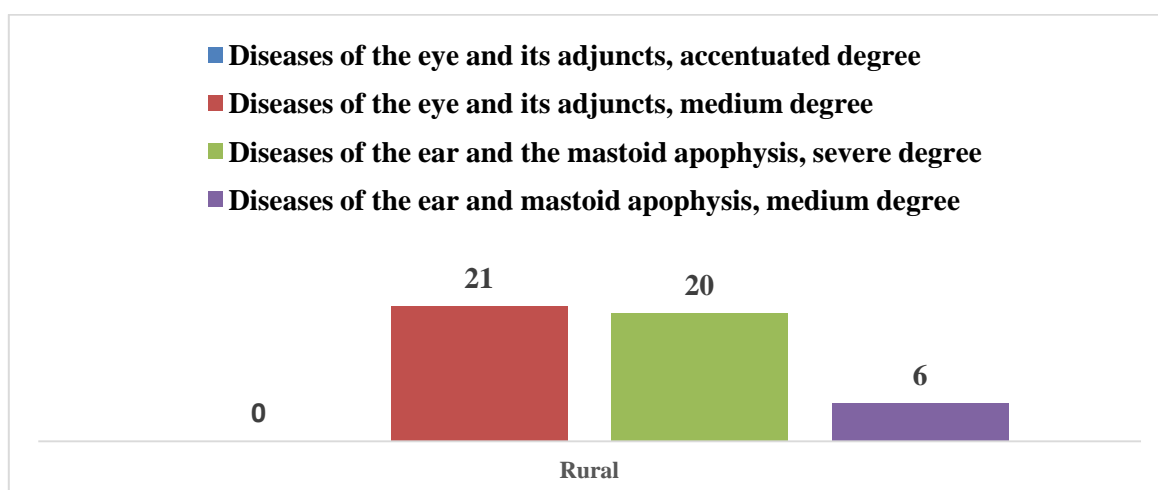 Diseases of the eye and its adjuncts, accentuated degree
Diseases of the eye and its adjuncts, medium degree
Diseases of the ear and the mastoid apophysis, severe degree
Diseases of the ear and mastoid apophysis, medium degree
21
20
6
0
Rural